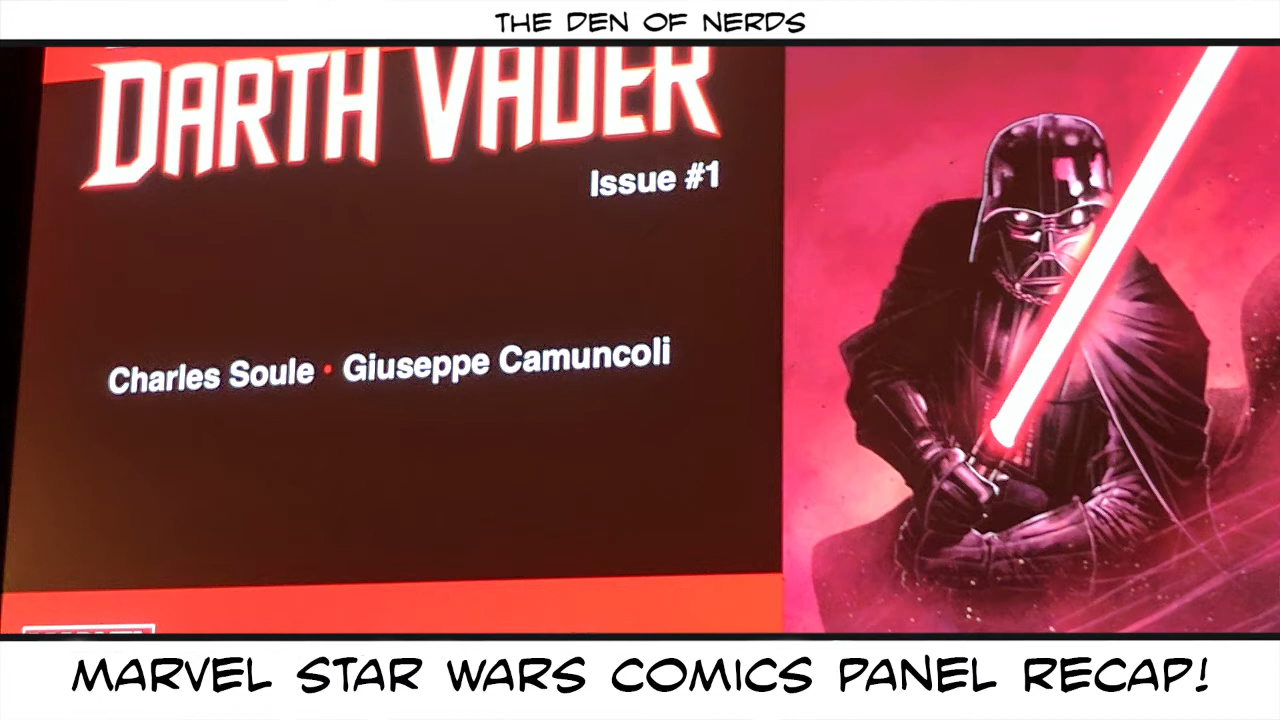 THE DEN OF NERDS
DARTH VADER
Issue #1
Charles Soule • Giuseppe Camuncoli
MARVEL STAR WARS COMICS PANEL RECAP!